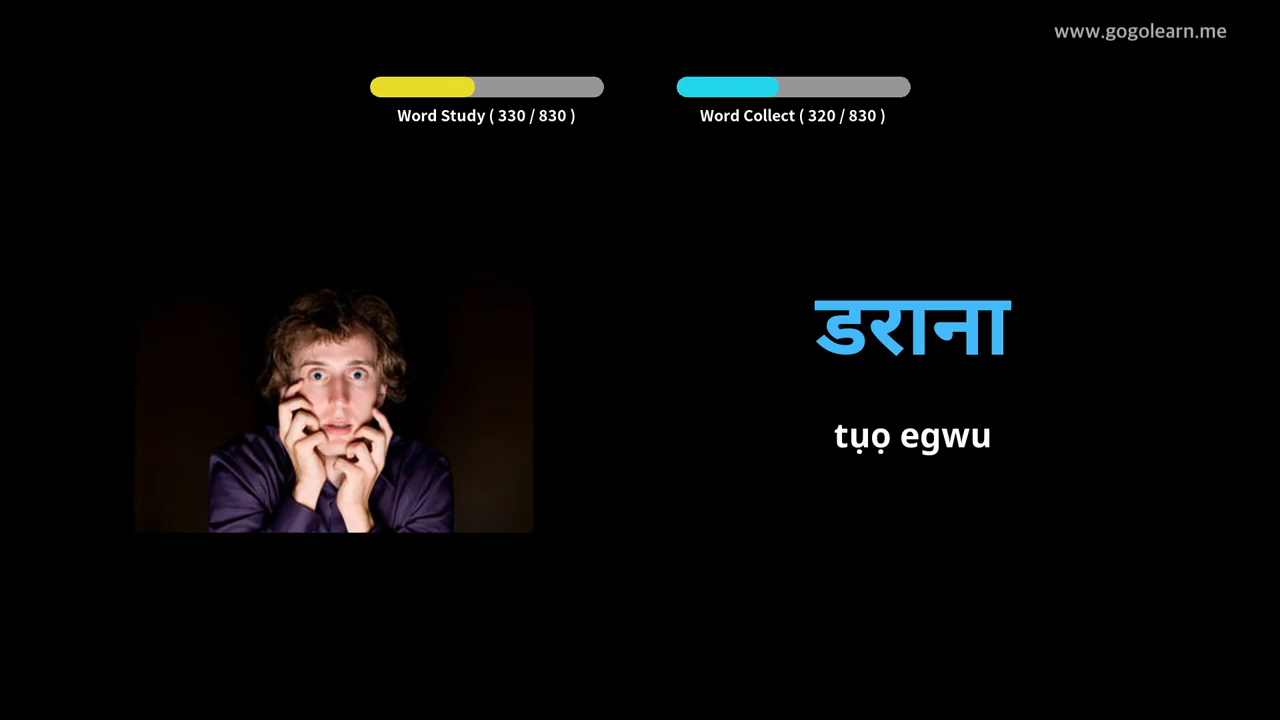 www.gogolearn.me
Word Study ( 330 / 830 )
Word Collect ( 320 / 830 )
डराना
tụọ egwu